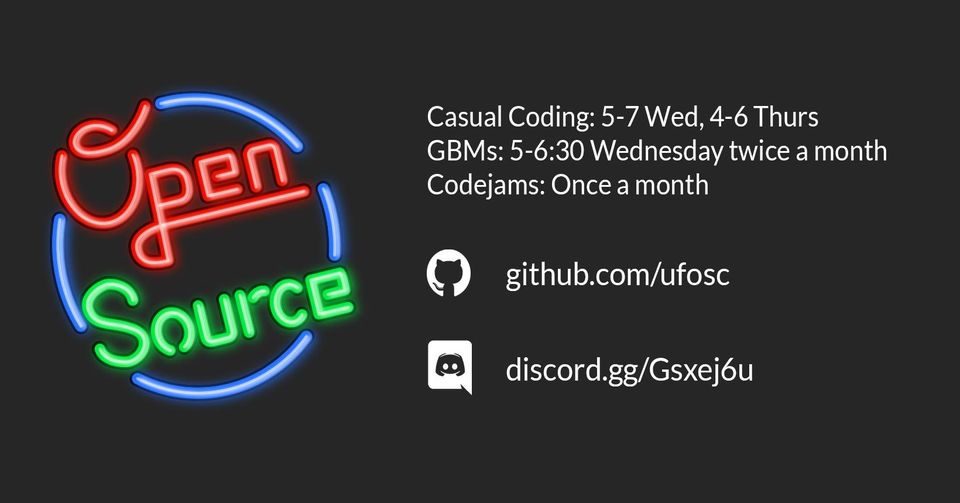 Open
Source
Casual Coding: 5-7 Wed, 4-6 Thurs
GBMs: 5-6:30 Wednesday twice a month
Codejams: Once a month
github.com/ufosc
discord.gg/Gsxej6u